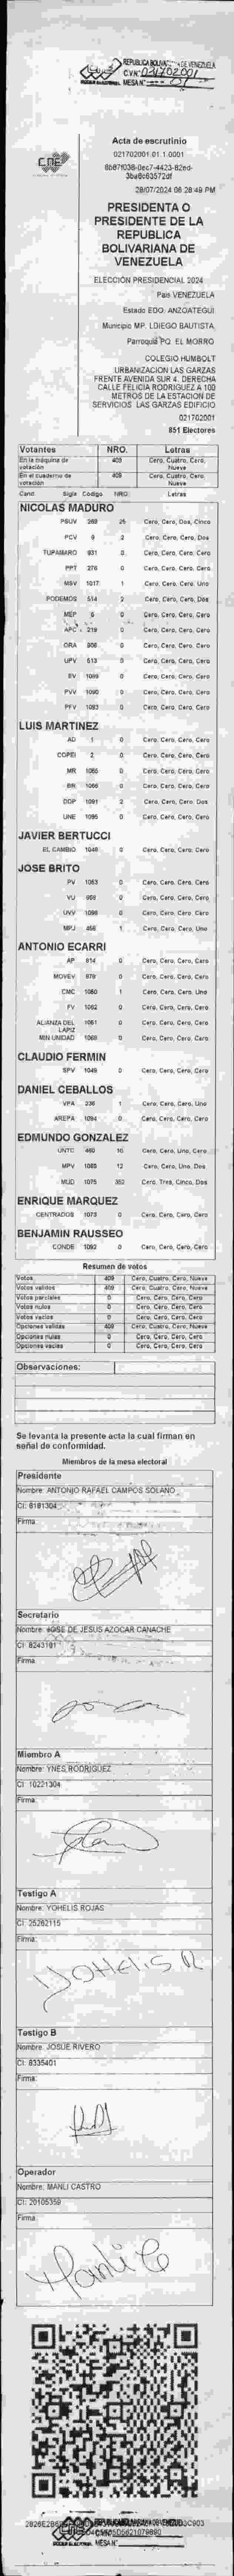 REPUBLICA BOLIVARIANA DE VENEZUELA
C.V.N° 021702001
PODER ELECTORAL MESA N° 01
CNE
Acta de escrutinio
021702001.01.1.0001
28/07/2024 06:28:49 PM
PRESIDENTA O
PRESIDENTE DE LA
REPUBLICA
BOLIVARIANA DE
VENEZUELA
ELECCIÓN PRESIDENCIAL 2024
País VENEZUELA
Estado EDO. ANZOATEGUI
Municipio MP. LDIEGO BAUTISTA
Parroquia PQ. EL MORRO
COLEGIO HUMBOLT
URBANIZACION LAS GARZAS
FRENTE AVENIDA SUR 4. DERECHA
CALLE FELICIA RODRIGUEZ A 100
METROS DE LA ESTACION DE
SERVICIOS LAS GARZAS EDIFICIO
021702001
851 Electores
Votantes NRO. Letras
En la máquina de votación 409 Cero, Cuatro, Cero, Nueve
En el cuaderno de votación 409 Cero, Cuatro, Cero, Nueve
Cand Sigla Código NRO Letras
NICOLAS MADURO
PSUV 269 25 Cero, Cero, Dos, Cinco
PCV 9 2 Cero, Cero, Cero, Dos
TUPAMARO 931 0 Cero, Cero, Cero, Cero
PPT 276 0 Cero, Cero, Cero, Cero
MSV 1017 1 Cero, Cero, Cero, Uno
PODEMOS 514 2 Cero, Cero, Cero, Dos
MEP 6 0 Cero, Cero, Cero, Cero
APC 219 0 Cero, Cero, Cero, Cero
ORA 906 0 Cero, Cero, Cero, Cero
UPV 613 0 Cero, Cero, Cero, Cero
EV 1089 0 Cero, Cero, Cero, Cero
PVV 1090 0 Cero, Cero, Cero, Cero
PFV 1093 0 Cero, Cero, Cero, Cero
LUIS MARTINEZ
AD 1 0 Cero, Cero, Cero, Cero
COPEI 2 0 Cero, Cero, Cero, Cero
MR 1065 0 Cero, Cero, Cero, Cero
BR 1066 0 Cero, Cero, Cero, Cero
DDP 1091 2 Cero, Cero, Cero, Dos
UNE 1095 0 Cero, Cero, Cero, Cero
JAVIER BERTUCCI
EL CAMBIO 1048 0 Cero, Cero, Cero, Cero
JOSE BRITO
PV 1053 0 Cero, Cero, Cero, Cero
VU 959 0 Cero, Cero, Cero, Cero
UVV 1098 0 Cero, Cero, Cero, Cero
MPJ 456 1 Cero, Cero, Cero, Uno
ANTONIO ECARRI
AP 814 0 Cero, Cero, Cero, Cero
MOVEV 979 0 Cero, Cero, Cero, Cero
CMC 1060 1 Cero, Cero, Cero, Uno
FV 1062 0 Cero, Cero, Cero, Cero
ALIANZA DEL LAPIZ 1061 0 Cero, Cero, Cero, Cero
MIN UNIDAD 1069 0 Cero, Cero, Cero, Cero
CLAUDIO FERMIN
SPV 1049 0 Cero, Cero, Cero, Cero
DANIEL CEBALLOS
VPA 236 1 Cero, Cero, Cero, Uno
AREPA 1094 0 Cero, Cero, Cero, Cero
EDMUNDO GONZALEZ
UNTC 460 10 Cero, Cero, Uno, Cero
MPV 1085 12 Cero, Cero, Uno, Dos
MUD 1075 352 Cero, Tres, Cinco, Dos
ENRIQUE MARQUEZ
CENTRADOS 1073 0 Cero, Cero, Cero, Cero
BENJAMIN RAUSSEO
CONDE 1092 0 Cero, Cero, Cero, Cero
Resumen de votos
Votos 409 Cero, Cuatro, Cero, Nueve
Votos validos 409 Cero, Cuatro, Cero, Nueve
Votos parciales 0 Cero, Cero, Cero, Cero
Votos nulos 0 Cero, Cero, Cero, Cero
Votos vacíos 0 Cero, Cero, Cero, Cero
Opciones validas 409 Cero, Cuatro, Cero, Nueve
Opciones nulas 0 Cero, Cero, Cero, Cero
Opciones vacías 0 Cero, Cero, Cero, Cero
Observaciones:
Se levanta la presente acta la cual firman en
señal de conformidad.
Miembros de la mesa electoral
Presidente
Nombre: ANTONIO RAFAEL CAMPOS SOLANO
CI: 8181304
Firma:
Secretario
Nombre: JOSE DE JESUS AZOCAR CANACHE
CI: 8243191
Firma:
Miembro A
Nombre: YNES RODRIGUEZ
CI: 10221304
Firma:
Testigo A
Nombre: YOHELIS ROJAS
CI: 25262115
Firma:
YOHELIS R
Testigo B
Nombre: JOSUE RIVERO
CI: 8335401
Firma:
Operador
Nombre: MANLI CASTRO
CI: 20105359
Firma:
Manli C
PODER ELECTORAL MESA N°